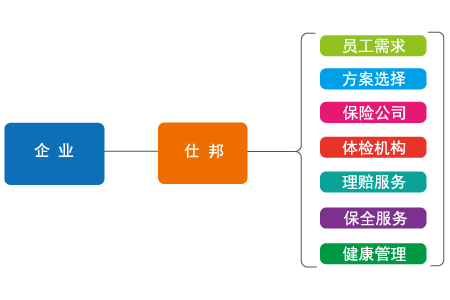 企 业
仕 邦
员工需求
方案选择
保险公司
体检机构
理赔服务
保全服务
健康管理